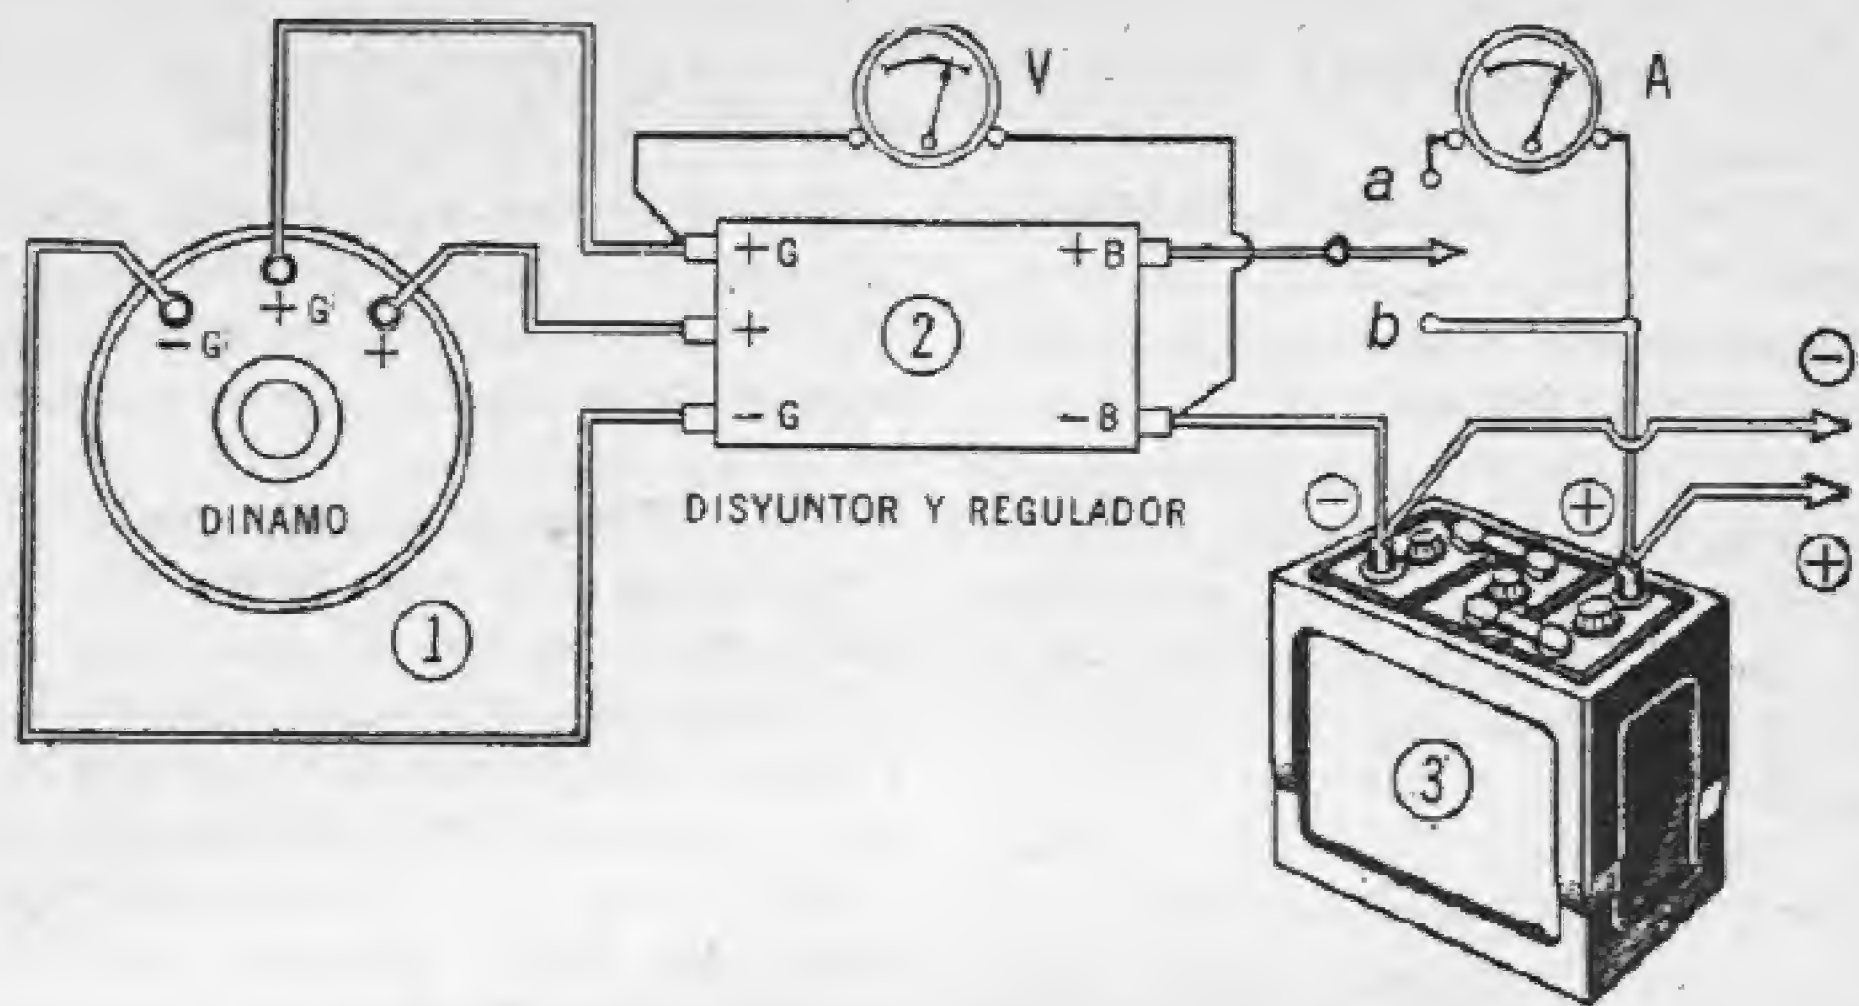 V
A
a
+ G
+ B
- G
+ G
+
+
2
b
-
- G
- B
-
+
DINAMO
DISYUNTOR Y REGULADOR
+
1
3